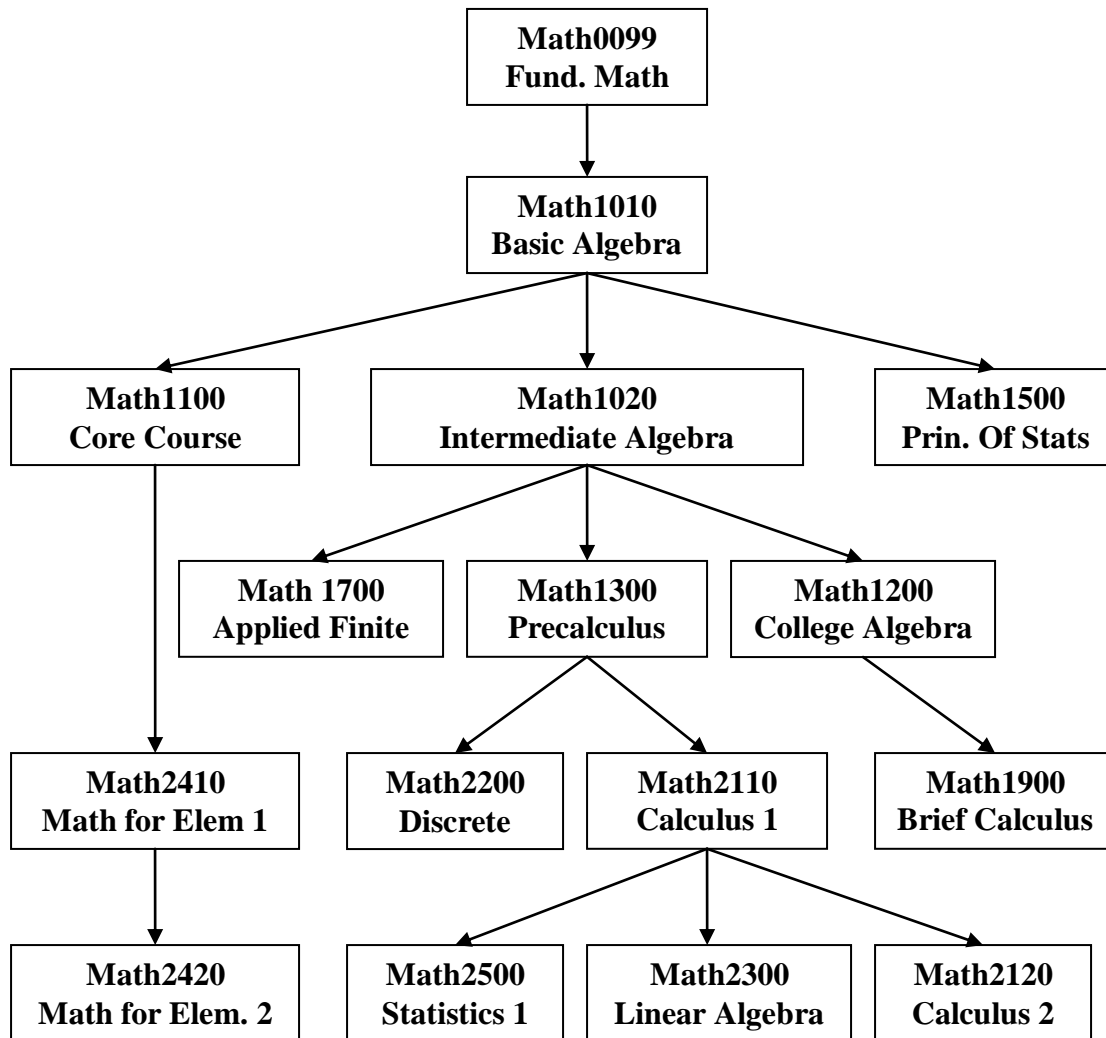 Math0099
Fund. Math
Math1010
Basic Algebra
Math1100
Core Course
Math1020
Intermediate Algebra
Math1500
Prin. Of Stats
Math 1700
Applied Finite
Math1300
Precalculus
Math1200
College Algebra
Math2410
Math for Elem 1
Math2200
Discrete
Math2110
Calculus 1
Math1900
Brief Calculus
Math2420
Math for Elem. 2
Math2500
Statistics 1
Math2300
Linear Algebra
Math2120
Calculus 2